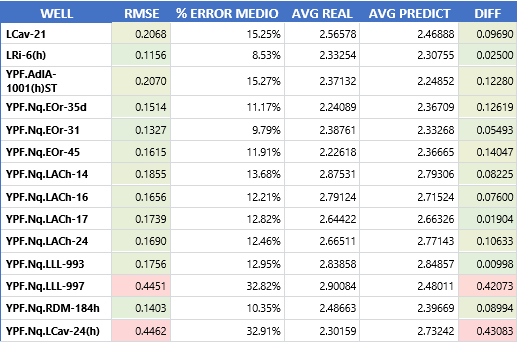 WELL RMSE % ERROR MEDIO AVG REAL AVG PREDICT DIFF
LCav-21 0.2068 15.25% 2.56578 2.46888 0.09690
LRi-6(h) 0.1156 8.53% 2.33254 2.30755 0.02500
YPF.Nq.AdlA-
1001(h)ST 0.2070 15.27% 2.37132 2.24852 0.12280
YPF.Nq.EOr-35d 0.1514 11.17% 2.24089 2.36709 0.12619
YPF.Nq.EOr-31 0.1327 9.79% 2.38761 2.33268 0.05493
YPF.Nq.EOr-45 0.1615 11.91% 2.22618 2.36665 0.14047
YPF.Nq.LACh-14 0.1855 13.68% 2.87531 2.79306 0.08225
YPF.Nq.LACh-16 0.1656 12.21% 2.79124 2.71524 0.07600
YPF.Nq.LACh-17 0.1739 12.82% 2.64422 2.66326 0.01904
YPF.Nq.LACh-24 0.1690 12.46% 2.66511 2.77143 0.10633
YPF.Nq.LLL-993 0.1756 12.95% 2.83858 2.84857 0.00998
YPF.Nq.LLL-997 0.4451 32.82% 2.90084 2.48011 0.42073
YPF.Nq.RDM-184h 0.1403 10.35% 2.48663 2.39669 0.08994
YPF.Nq.LCav-24(h) 0.4462 32.91% 2.30159 2.73242 0.43083